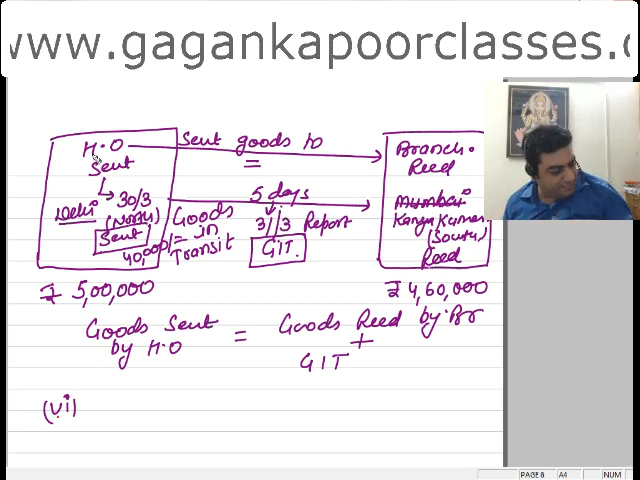 www.gagankapoorclasses.c
H.O
Sent
30/3
Delhi
(North)
Sent
40,000/=
Sent goods to
=
5 days
Goods
in
Transit
31/3 Report
GIT.
Branch.
Recd
Mumbai
Kanya Kumari
(South)
Recd
₹ 5,00,000
₹ 4,60,000
Goods Sent
by H.O
=
Goods Recd by Br
+
GIT
(vi)
PAGE 6 A4 NUM